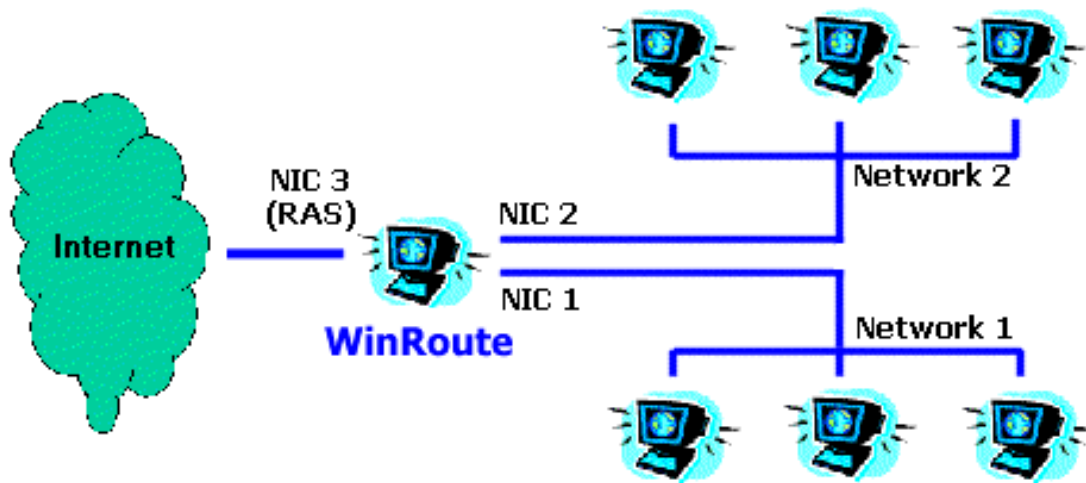 Internet
NIC 3
(RAS)
WinRoute
NIC 2
NIC 1
Network 2
Network 1